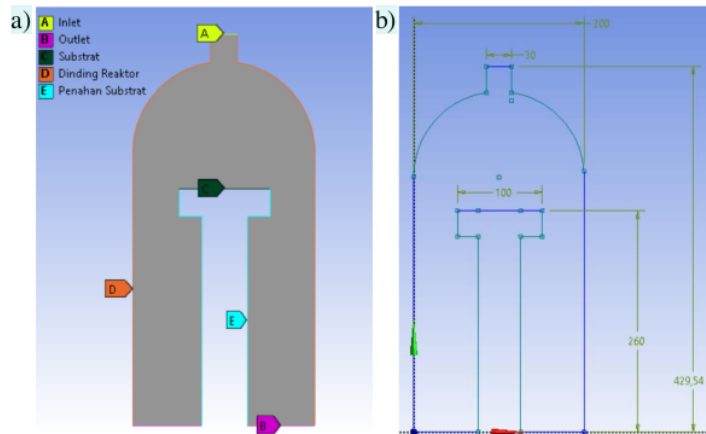 a)
A Inlet
B Outlet
C Substrat
D Dinding Reaktor
E Penahan Substrat
A
C
D
E
B
b)
200
30
100
260
429,54